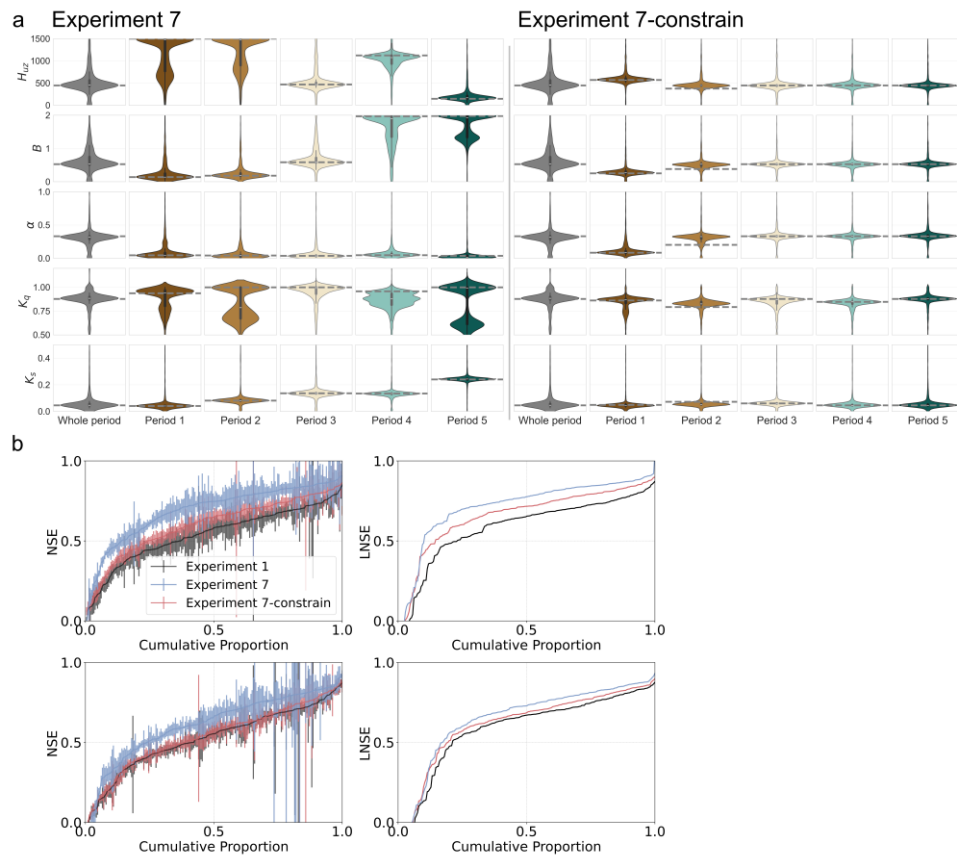 a Experiment 7 Experiment 7-constrain
H_uz
1500
1000
500
0
B
2
1
0
α
1.0
0.5
0.0
K_q
1.00
0.75
0.50
K_s
0.4
0.2
0.0
Whole period Period 1 Period 2 Period 3 Period 4 Period 5 Whole period Period 1 Period 2 Period 3 Period 4 Period 5
b
NSE
1.0
0.5
0.0
Experiment 1
Experiment 7
Experiment 7-constrain
0.0 0.5 1.0
Cumulative Proportion
LNSE
1.0
0.5
0.0
0.0 0.5 1.0
Cumulative Proportion
NSE
1.0
0.5
0.0
0.0 0.5 1.0
Cumulative Proportion
LNSE
1.0
0.5
0.0
0.0 0.5 1.0
Cumulative Proportion